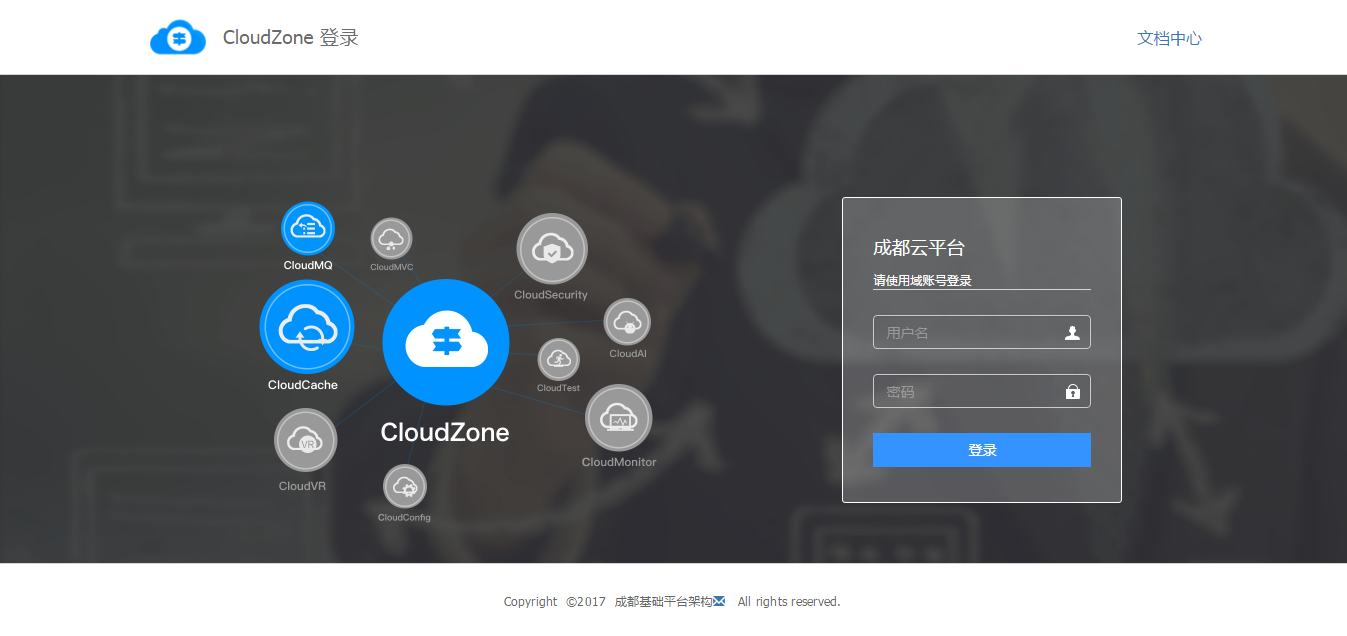 CloudZone 登录
文档中心
CloudMQ
CloudMVC
CloudSecurity
CloudAI
CloudTest
CloudCache
CloudZone
CloudMonitor
VR
CloudVR
CloudConfig
成都云平台
请使用域账号登录
用户名
密码
登录
Copyright ©2017 成都基础平台架构 All rights reserved.